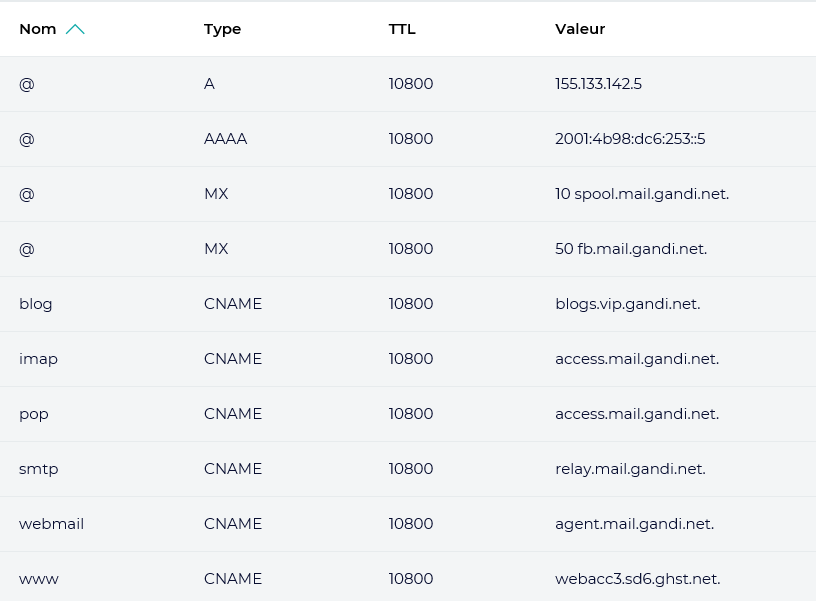 Nom Type TTL Valeur
@ A 10800 155.133.142.5
@ AAAA 10800 2001:4b98:dc6:253::5
@ MX 10800 10 spool.mail.gandi.net.
@ MX 10800 50 fb.mail.gandi.net.
blog CNAME 10800 blogs.vip.gandi.net.
imap CNAME 10800 access.mail.gandi.net.
pop CNAME 10800 access.mail.gandi.net.
smtp CNAME 10800 relay.mail.gandi.net.
webmail CNAME 10800 agent.mail.gandi.net.
www CNAME 10800 webacc3.sd6.ghst.net.